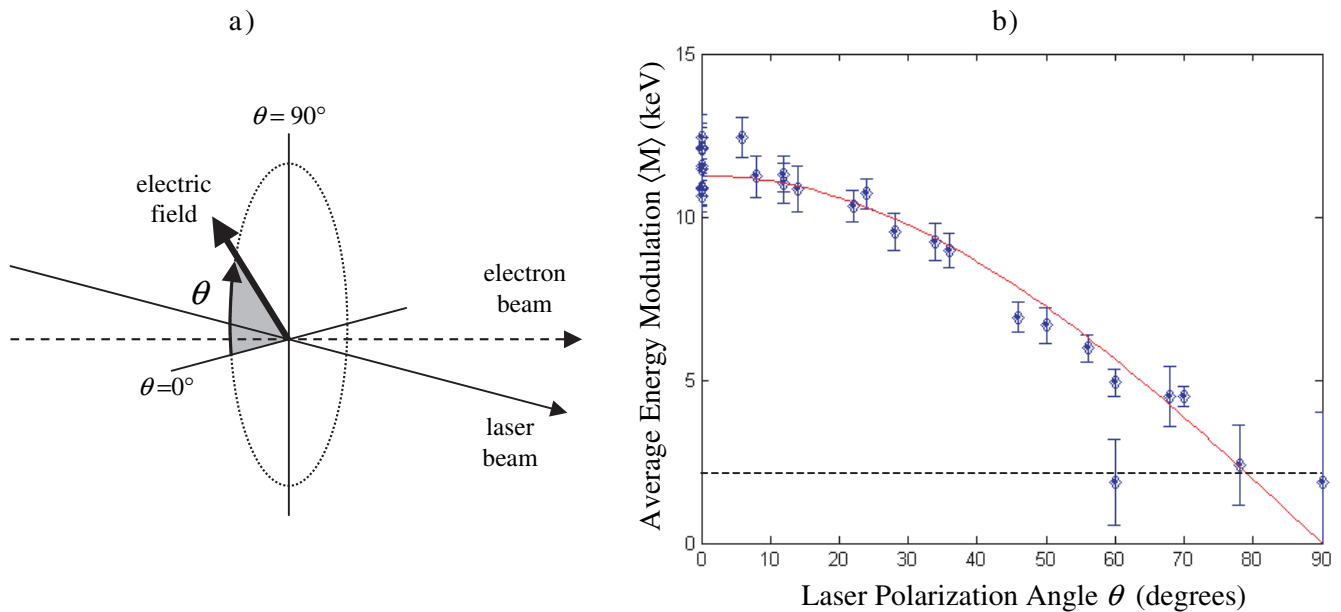 a)
θ = 90°
electric
field
θ
electron
beam
θ =0°
laser
beam
b)
Average Energy Modulation ⟨M⟩ (keV)
15
10
5
0
0 10 20 30 40 50 60 70 80 90
Laser Polarization Angle θ (degrees)